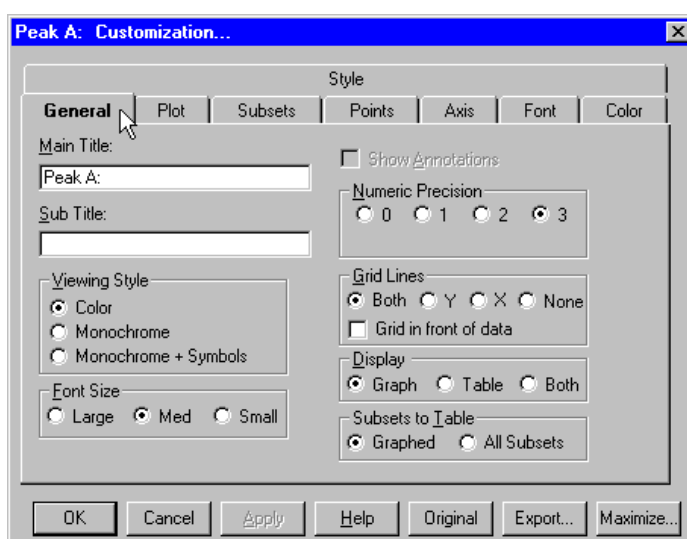 Peak A: Customization...
Style
General Plot Subsets Points Axis Font Color
Main Title:
Peak A:
Sub Title:
Viewing Style
Color
Monochrome
Monochrome + Symbols
Font Size
Large Med Small
Show Annotations
Numeric Precision
0 1 2 3
Grid Lines
Both Y X None
Grid in front of data
Display
Graph Table Both
Subsets to Table
Graphed All Subsets
OK Cancel Apply Help Original Export... Maximize...